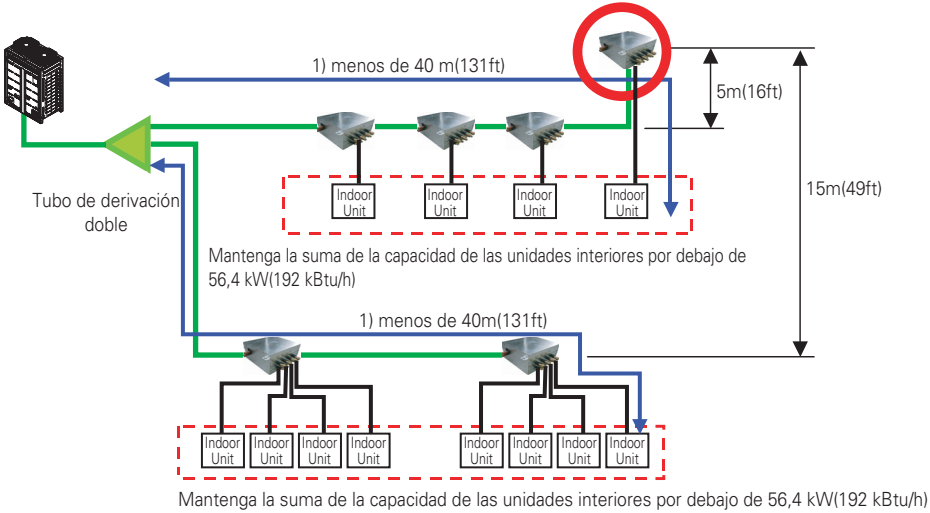 1) menos de 40 m(131ft)
5m(16ft)
15m(49ft)
Tubo de derivación
doble
Indoor
Unit
Indoor
Unit
Indoor
Unit
Indoor
Unit
Mantenga la suma de la capacidad de las unidades interiores por debajo de
56,4 kW(192 kBtu/h)
1) menos de 40m(131ft)
Indoor
Unit
Indoor
Unit
Indoor
Unit
Indoor
Unit
Indoor
Unit
Indoor
Unit
Indoor
Unit
Indoor
Unit
Mantenga la suma de la capacidad de las unidades interiores por debajo de 56,4 kW(192 kBtu/h)